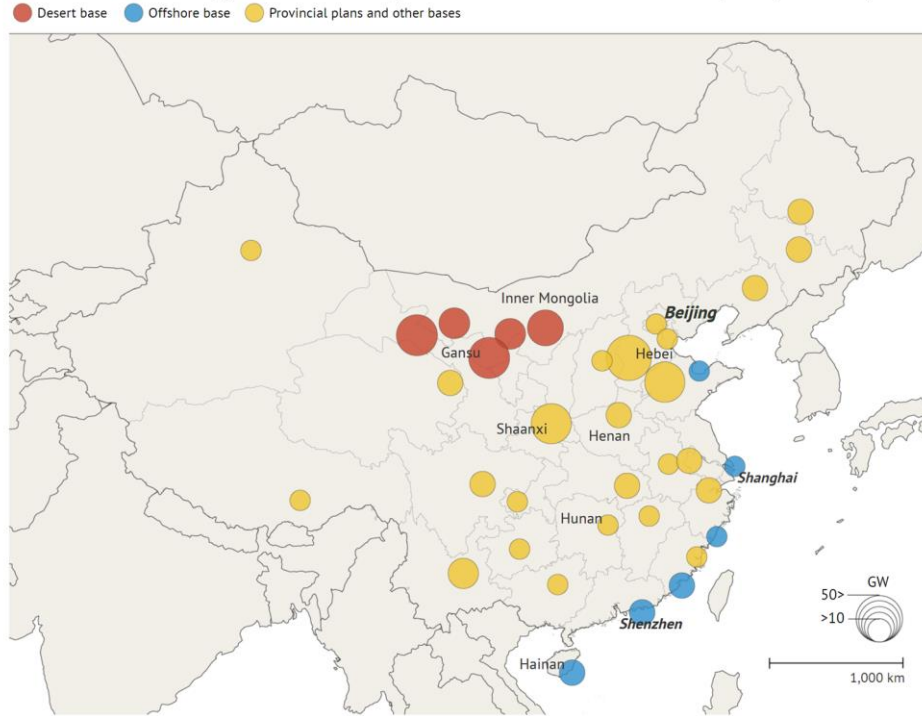 Desert base
Offshore base
Provincial plans and other bases
Inner Mongolia
Beijing
Gansu
Hebei
Shaanxi
Henan
Shanghai
Hunan
GW
50>
>10
Shenzhen
Hainan
1,000 km